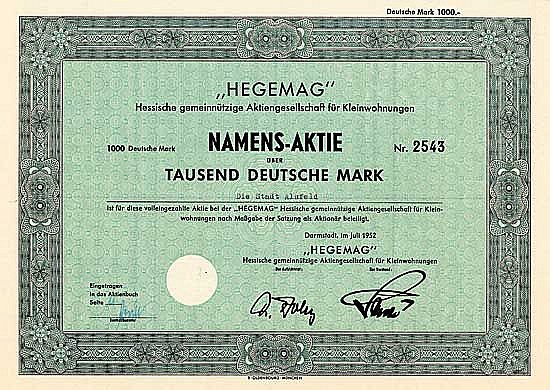 Deutsche Mark 1000.-
„HEGEMAG"
Hessische gemeinnützige Aktiengesellschaft für Kleinwohnungen
1000 Deutsche Mark NAMENS-AKTIE Nr. 2543
ÜBER
TAUSEND DEUTSCHE MARK
Die Stadt Alsfeld
ist für diese volleingezahlte Aktie bei der „HEGEMAG" Hessische gemeinnützige Aktiengesellschaft für Klein-
wohnungen nach Maßgabe der Satzung als Aktionär beteiligt.
Darmstadt, im Juli 1952
„HEGEMAG"
Hessische gemeinnützige Aktiengesellschaft für Kleinwohnungen
Der Aufsichtsrat: Der Vorstand:
Eingetragen
in das Aktienbuch
Seite
Kontrollbeamter
R. OLDENBOURG MÜNCHEN